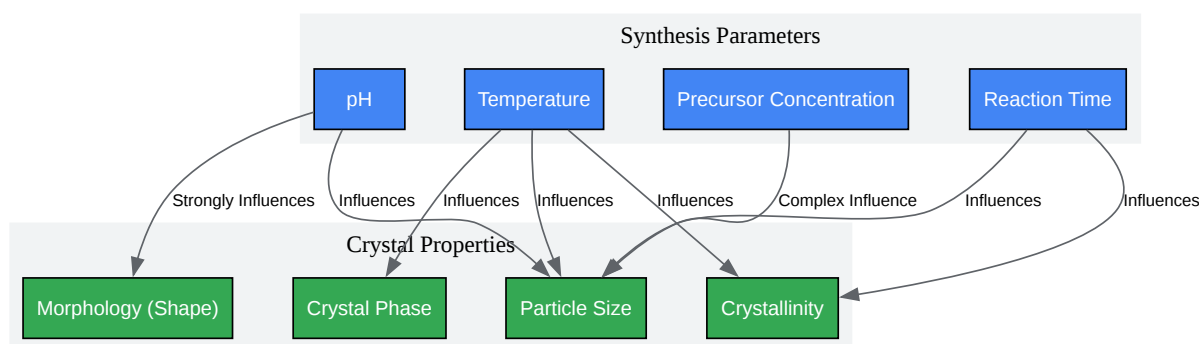 Synthesis Parameters
pH
Temperature
Precursor Concentration
Reaction Time
Strongly Influences
Influences
Influences
Influences
Influences
Complex Influence
Influences
Influences
Crystal Properties
Morphology (Shape)
Crystal Phase
Particle Size
Crystallinity